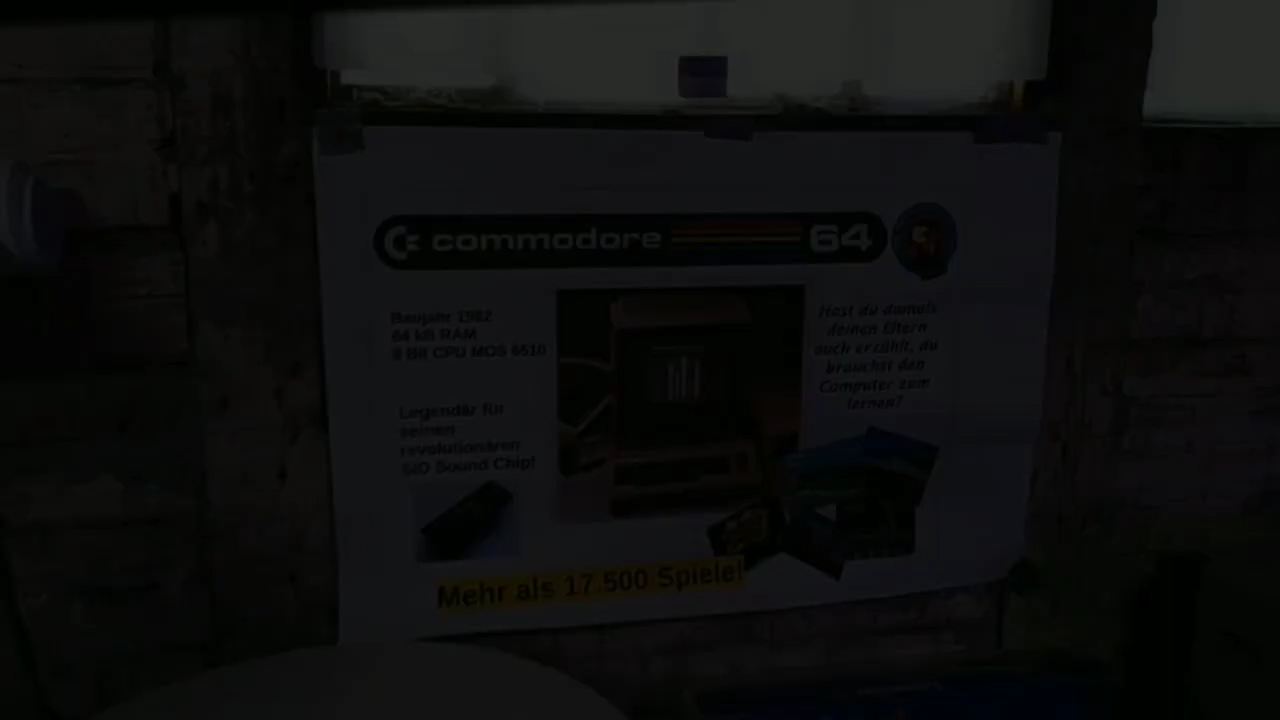 commodore 64
Baujahr 1982
64 kB RAM
8 Bit CPU MOS 6510
Legendär für
seinen
revolutionären
SID Sound Chip!
Hast du damals
deinen Eltern
auch erzählt, du
brauchst den
Computer zum
lernen?
Mehr als 17.500 Spiele!